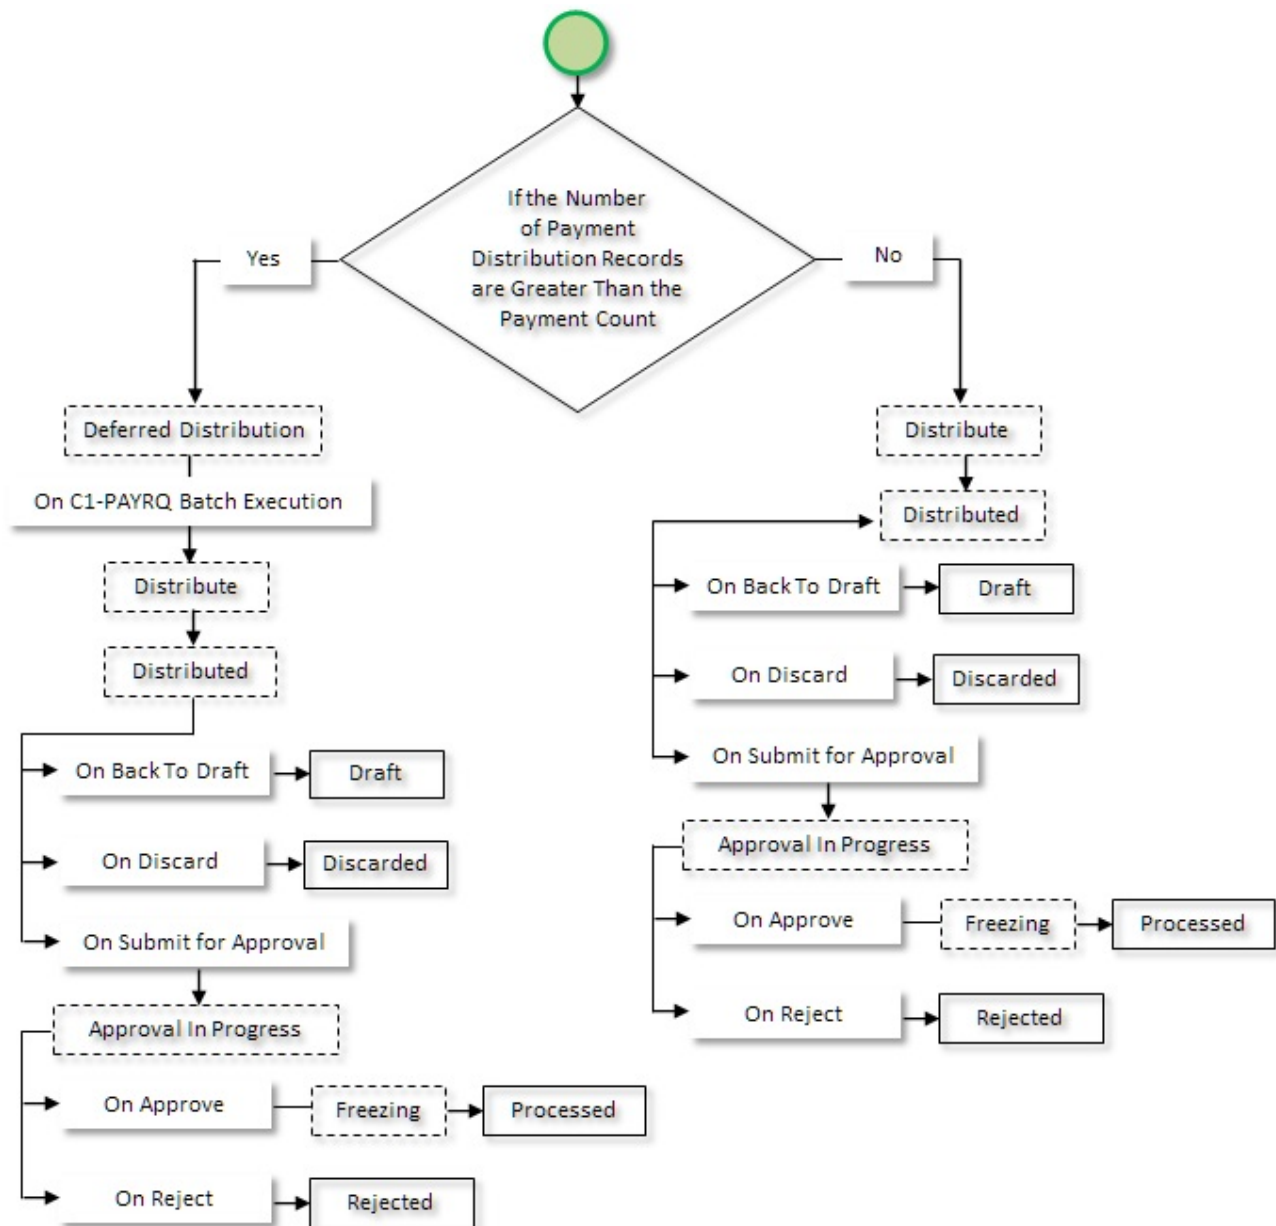 If the Number
of Payment
Distribution Records
are Greater Than the
Payment Count
Yes
No
Deferred Distribution
On C1-PAYRQ Batch Execution
Distribute
Distributed
On Back To Draft
Draft
On Discard
Discarded
On Submit for Approval
Approval In Progress
On Approve
Freezing
Processed
On Reject
Rejected
Distribute
Distributed
On Back To Draft
Draft
On Discard
Discarded
On Submit for Approval
Approval In Progress
On Approve
Freezing
Processed
On Reject
Rejected